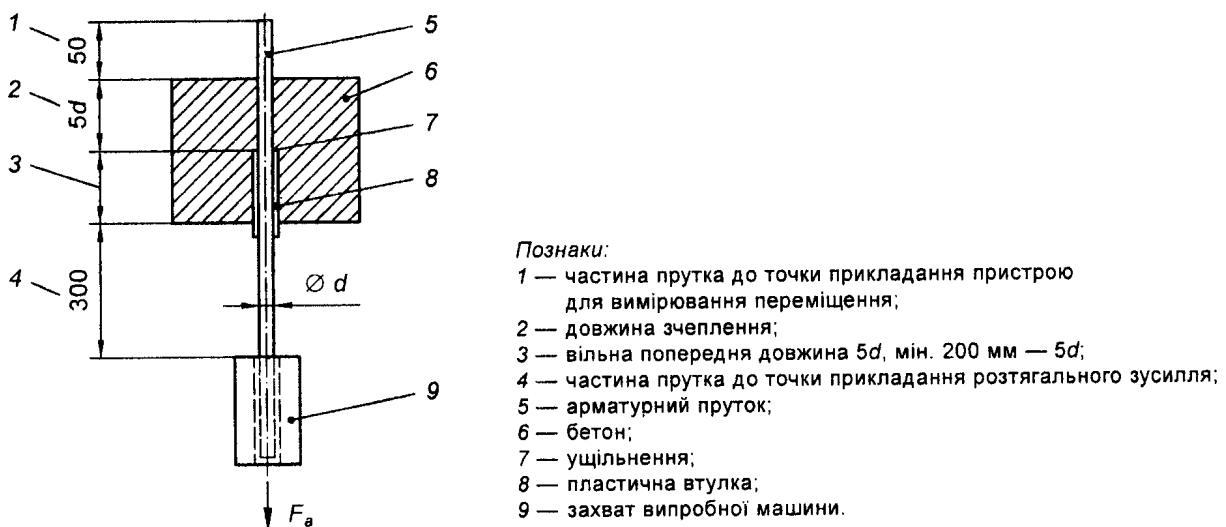 1
50
2
5d
3
4
300
5
6
7
8
Ø d
9
Fa
Познаки:
1 — частина прутка до точки прикладання пристрою
для вимірювання переміщення;
2 — довжина зчеплення;
3 — вільна попередня довжина 5d, мін. 200 мм — 5d;
4 — частина прутка до точки прикладання розтягального зусилля;
5 — арматурний пруток;
6 — бетон;
7 — ущільнення;
8 — пластична втулка;
9 — захват випробної машини.